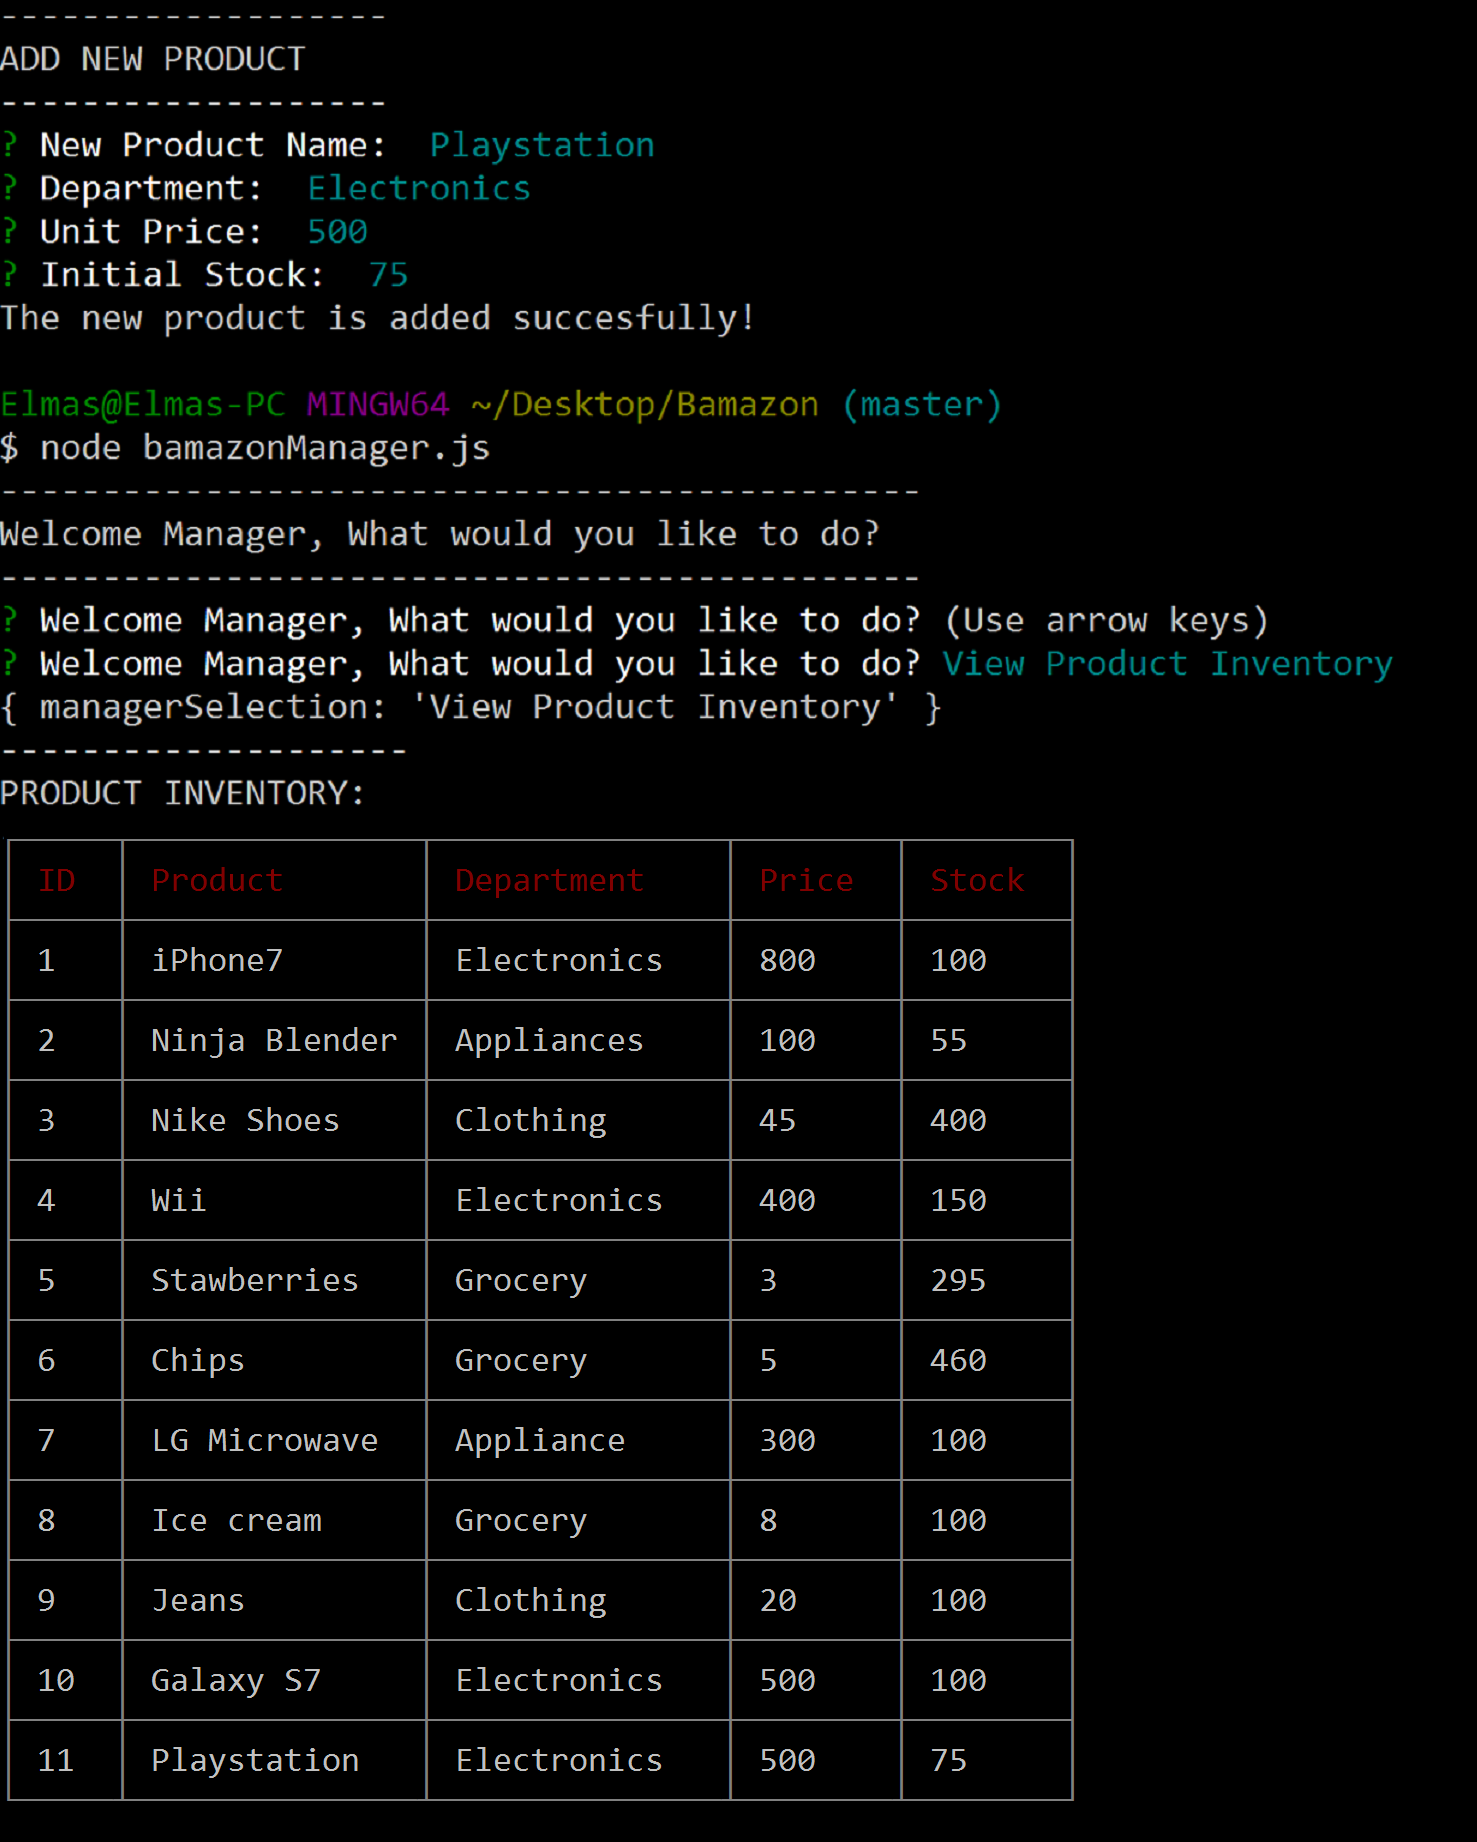 -------------------
ADD NEW PRODUCT
-------------------
? New Product Name:  Playstation
? Department:  Electronics
? Unit Price:  500
? Initial Stock:  75
The new product is added succesfully!
Elmas@Elmas-PC MINGW64 ~/Desktop/Bamazon (master)
$ node bamazonManager.js
---------------------------------------------
Welcome Manager, What would you like to do?
---------------------------------------------
? Welcome Manager, What would you like to do? (Use arrow keys)
? Welcome Manager, What would you like to do? View Product Inventory
{ managerSelection: 'View Product Inventory' }
--------------------
PRODUCT INVENTORY:
ID Product Department Price Stock
1 iPhone7 Electronics 800 100
2 Ninja Blender Appliances 100 55
3 Nike Shoes Clothing 45 400
4 Wii Electronics 400 150
5 Stawberries Grocery 3 295
6 Chips Grocery 5 460
7 LG Microwave Appliance 300 100
8 Ice cream Grocery 8 100
9 Jeans Clothing 20 100
10 Galaxy S7 Electronics 500 100
11 Playstation Electronics 500 75